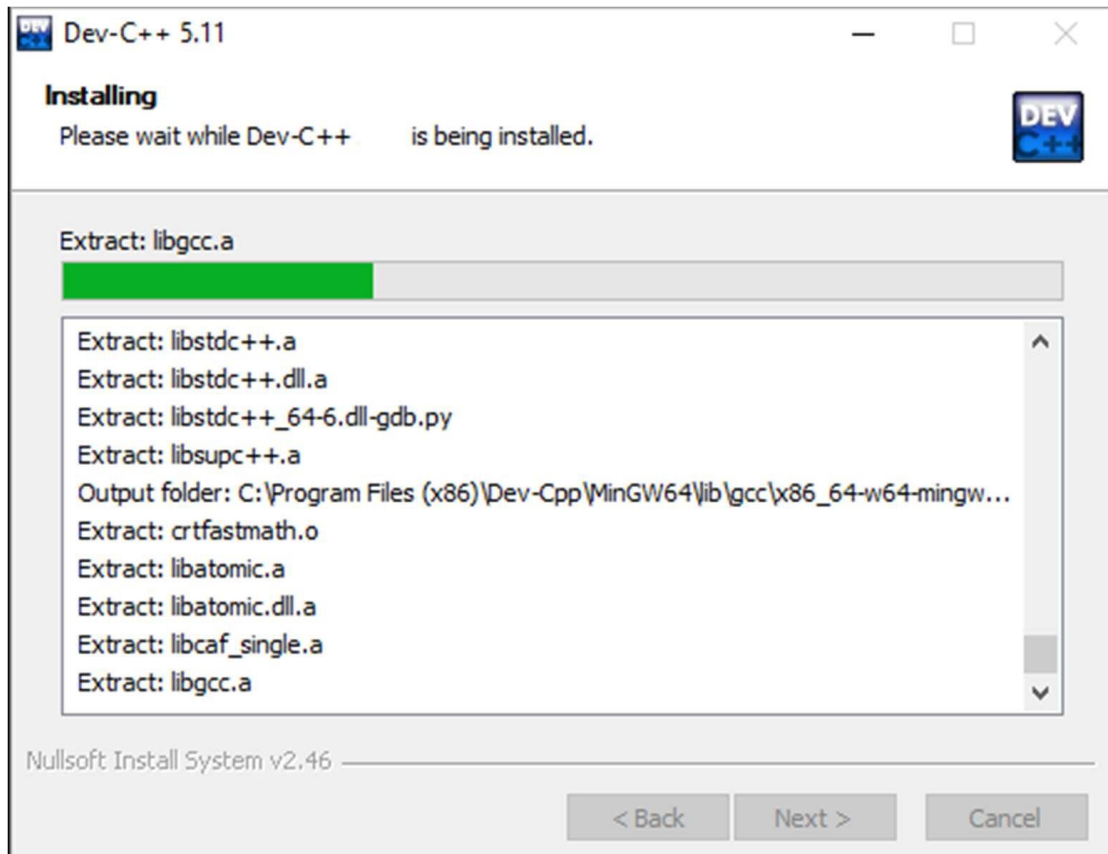 DEV
C++
Dev-C++ 5.11
Installing
Please wait while Dev-C++ is being installed.
DEV
C++
Extract: libgcc.a
Extract: libstdc++.a
Extract: libstdc++.dll.a
Extract: libstdc++_64-6.dll-gdb.py
Extract: libsupc++.a
Output folder: C:\Program Files (x86)\Dev-Cpp\MinGW64\lib\gcc\x86_64-w64-mingw...
Extract: crtfastmath.o
Extract: libatomic.a
Extract: libatomic.dll.a
Extract: libcaf_single.a
Extract: libgcc.a
Nullsoft Install System v2.46
< Back
Next >
Cancel